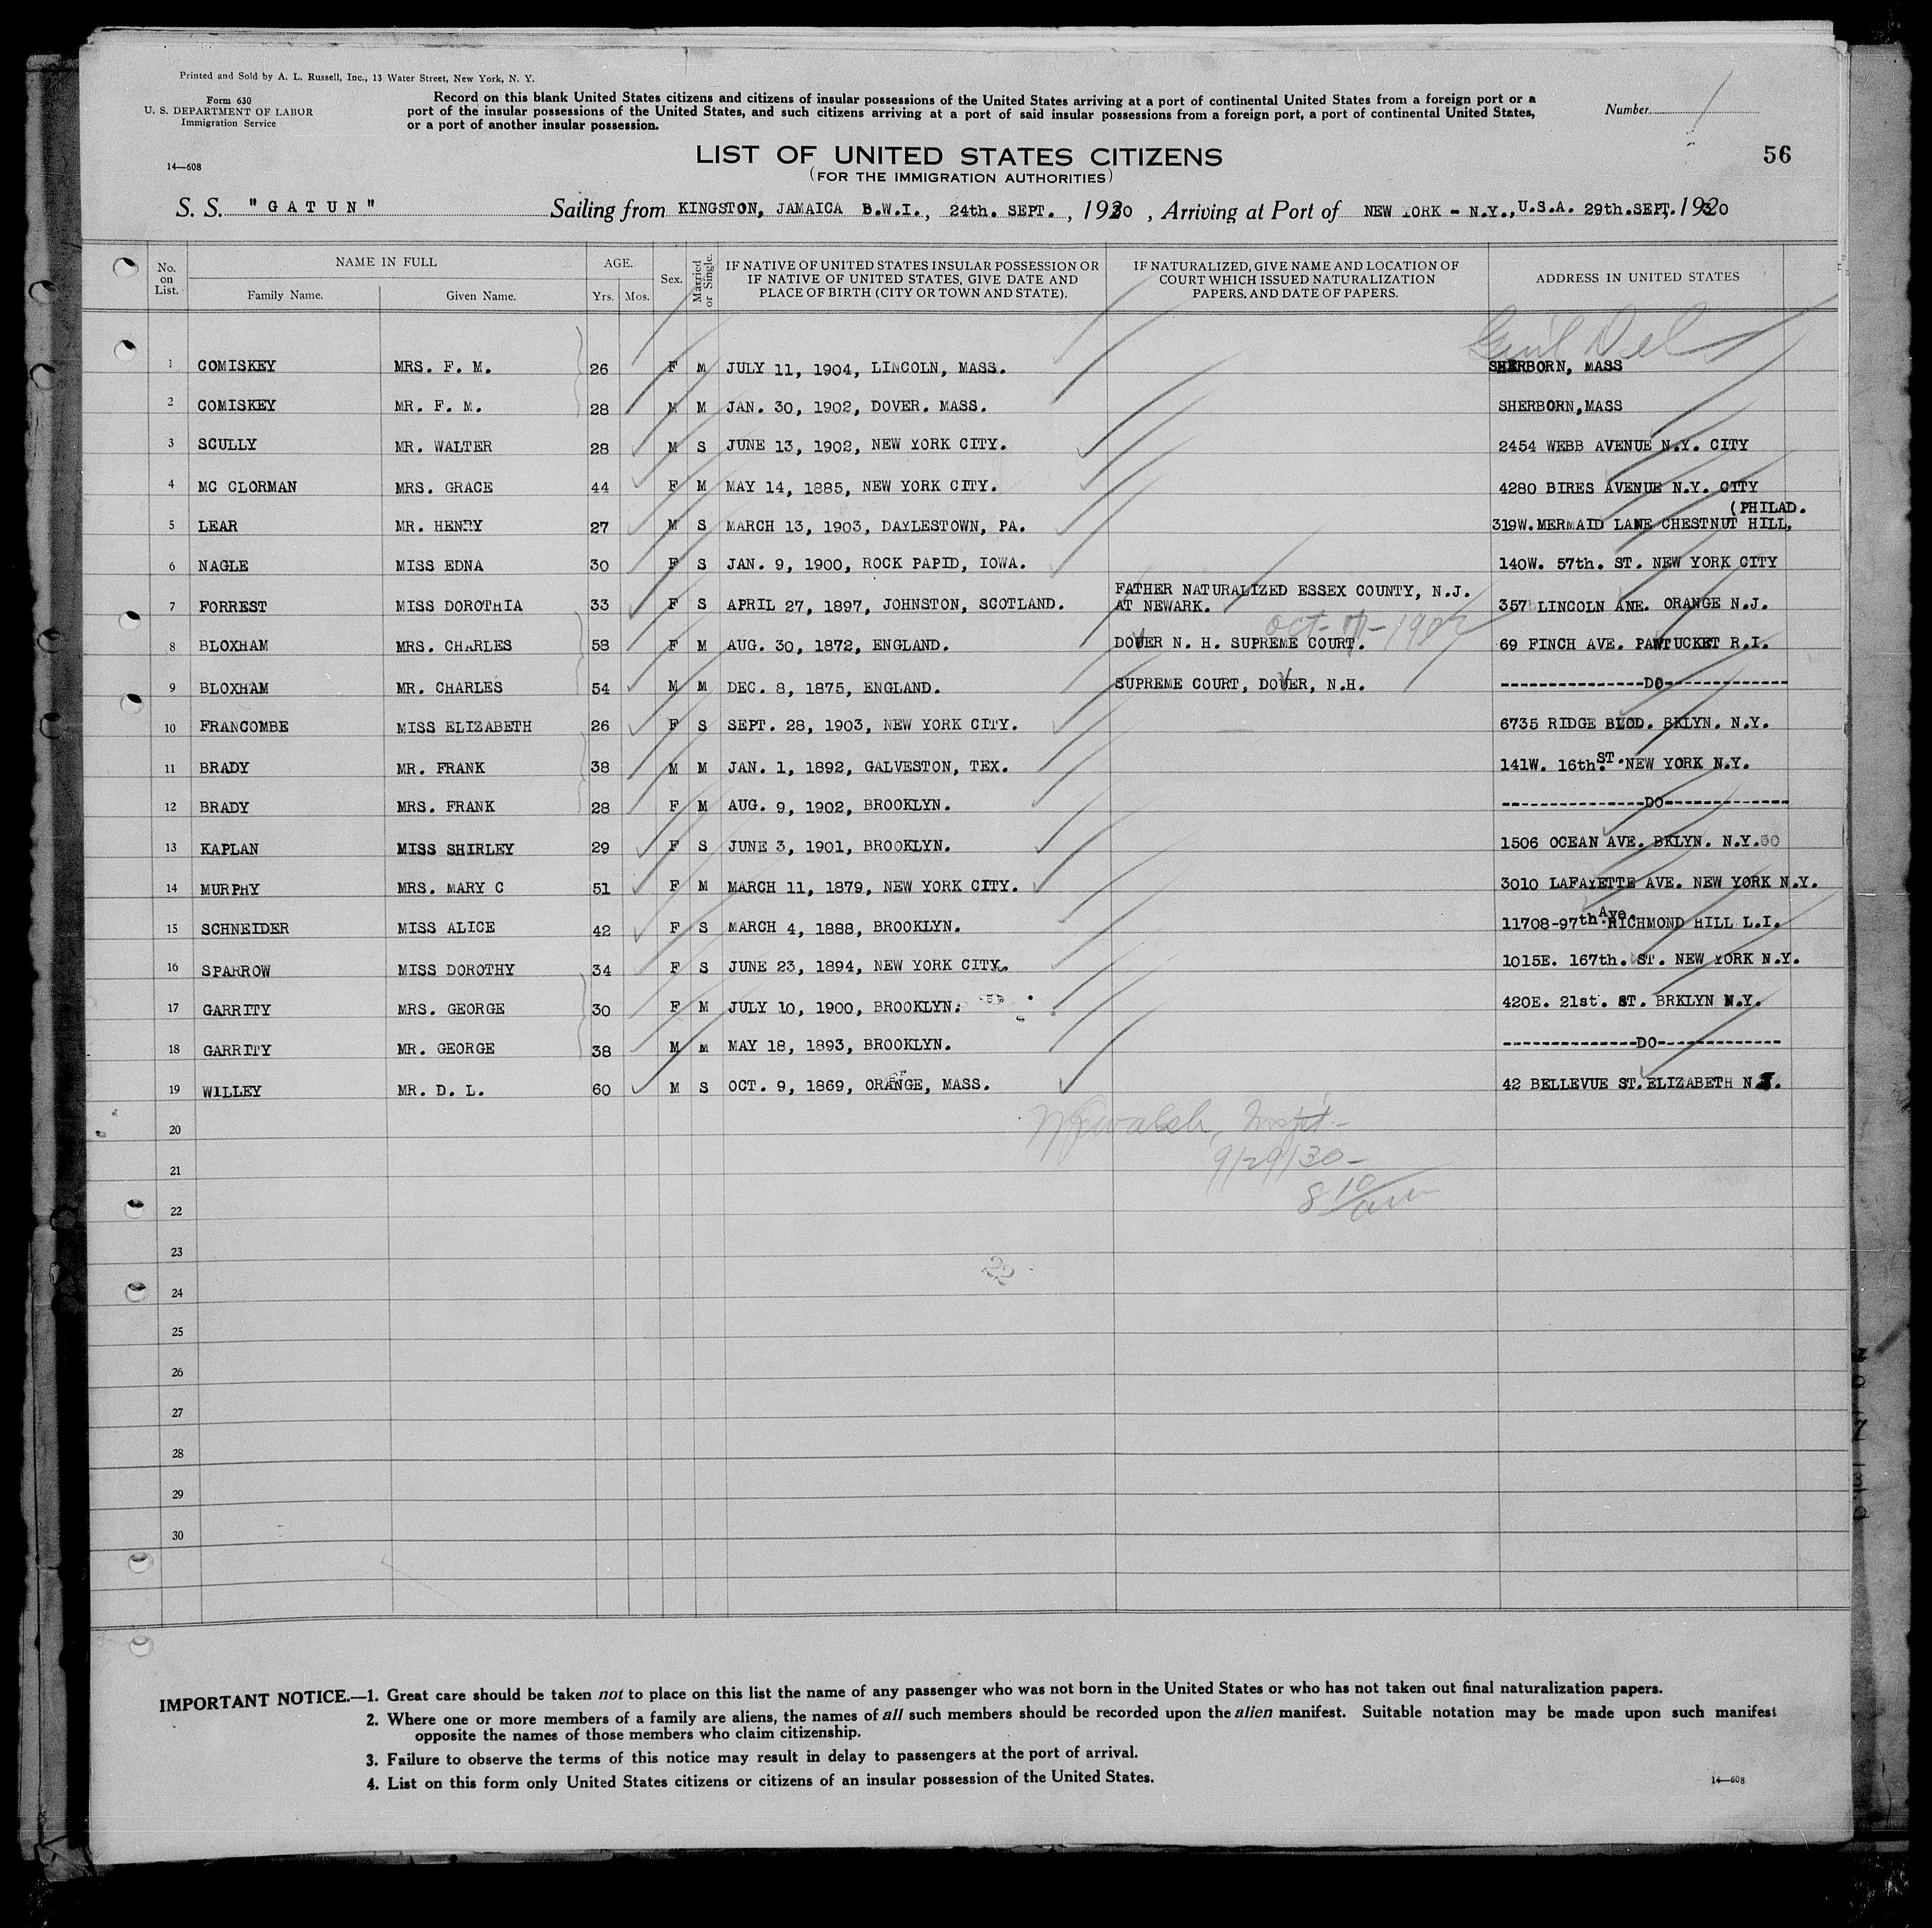 Printed and Sold by A. L. Russell, Inc., 13 Water Street, New York, N. Y.
Form 630
U. S. DEPARTMENT OF LABOR
Immigration Service
14—608
Record on this blank United States citizens and citizens of insular possessions of the United States arriving at a port of continental United States from a foreign port or a
port of the insular possessions of the United States, and such citizens arriving at a port of said insular possessions from a foreign port, a port of continental United States,
or a port of another insular possession.
Number 1
56
LIST OF UNITED STATES CITIZENS
(FOR THE IMMIGRATION AUTHORITIES)
S. S. "GATUN" Sailing from KINGSTON, JAMAICA B.W.I., 24th. SEPT. , 1930 , Arriving at Port of NEW YORK - N.Y., U.S.A. 29th. SEPT, 1930
No. on List. NAME IN FULL Family Name. Given Name. AGE. Yrs. Mos. Sex. Married or Single. IF NATIVE OF UNITED STATES INSULAR POSSESSION OR IF NATIVE OF UNITED STATES, GIVE DATE AND PLACE OF BIRTH (CITY OR TOWN AND STATE). IF NATURALIZED, GIVE NAME AND LOCATION OF COURT WHICH ISSUED NATURALIZATION PAPERS, AND DATE OF PAPERS. ADDRESS IN UNITED STATES
Genl Del
1 COMISKEY MRS. F. M. 26 F M JULY 11, 1904, LINCOLN, MASS. SHERBORN, MASS
2 COMISKEY MR. F. M. 28 M M JAN. 30, 1902, DOVER. MASS. SHERBORN, MASS
3 SCULLY MR. WALTER 28 M S JUNE 13, 1902, NEW YORK CITY. 2454 WEBB AVENUE N.Y. CITY
4 MC CLORMAN MRS. GRACE 44 F M MAY 14, 1885, NEW YORK CITY. 4280 BIRES AVENUE N.Y. CITY
(PHILAD.
5 LEAR MR. HENRY 27 M S MARCH 13, 1903, DAYLESTOWN, PA. 319W. MERMAID LANE CHESTNUT HILL,
6 NAGLE MISS EDNA 30 F S JAN. 9, 1900, ROCK PAPID, IOWA. 140W. 57th. ST. NEW YORK CITY
FATHER NATURALIZED ESSEX COUNTY, N.J.
7 FORREST MISS DOROTHIA 33 F S APRIL 27, 1897, JOHNSTON, SCOTLAND. AT NEWARK. 357 LINCOLN ANE. ORANGE N.J.
8 BLOXHAM MRS. CHARLES 58 F M AUG. 30, 1872, ENGLAND. DOVER N. H. SUPREME COURT. 69 FINCH AVE. PAWTUCKET R.I.
9 BLOXHAM MR. CHARLES 54 M M DEC. 8, 1875, ENGLAND. SUPREME COURT, DOVER, N.H. ---------------DO-------------
10 FRANCOMBE MISS ELIZABETH 26 F S SEPT. 28, 1903, NEW YORK CITY. 6735 RIDGE BLOD. BKLYN. N.Y.
11 BRADY MR. FRANK 38 M M JAN. 1, 1892, GALVESTON, TEX. 141W. 16th ST. NEW YORK N.Y.
12 BRADY MRS. FRANK 28 F M AUG. 9, 1902, BROOKLYN. ---------------DO-------------
13 KAPLAN MISS SHIRLEY 29 F S JUNE 3, 1901, BROOKLYN. 1506 OCEAN AVE. BKLYN. N.Y. 30
14 MURPHY MRS. MARY C 51 F M MARCH 11, 1879, NEW YORK CITY. 3010 LAFAYETTE AVE. NEW YORK N.Y.
15 SCHNEIDER MISS ALICE 42 F S MARCH 4, 1888, BROOKLYN. 11708-97th Ave. RICHMOND HILL L.I.
16 SPARROW MISS DOROTHY 34 F S JUNE 23, 1894, NEW YORK CITY. 1015E. 167th. ST. NEW YORK N.Y.
17 GARRITY MRS. GEORGE 30 F M JULY 10, 1900, BROOKLYN. 420E. 21st. ST. BRKLYN N.Y.
18 GARRITY MR. GEORGE 38 M M MAY 18, 1893, BROOKLYN. --------------DO-------------
19 WILLEY MR. D. L. 60 M S OCT. 9, 1869, ORANGE, MASS. 42 BELLEVUE ST. ELIZABETH N.J.
20 Walsh, Inspt-
21 9/29/30-
22 8 10/am
23
24
25
26
27
28
29
30
IMPORTANT NOTICE.—1. Great care should be taken not to place on this list the name of any passenger who was not born in the United States or who has not taken out final naturalization papers.
2. Where one or more members of a family are aliens, the names of all such members should be recorded upon the alien manifest. Suitable notation may be made upon such manifest
opposite the names of those members who claim citizenship.
3. Failure to observe the terms of this notice may result in delay to passengers at the port of arrival.
4. List on this form only United States citizens or citizens of an insular possession of the United States.
14—608